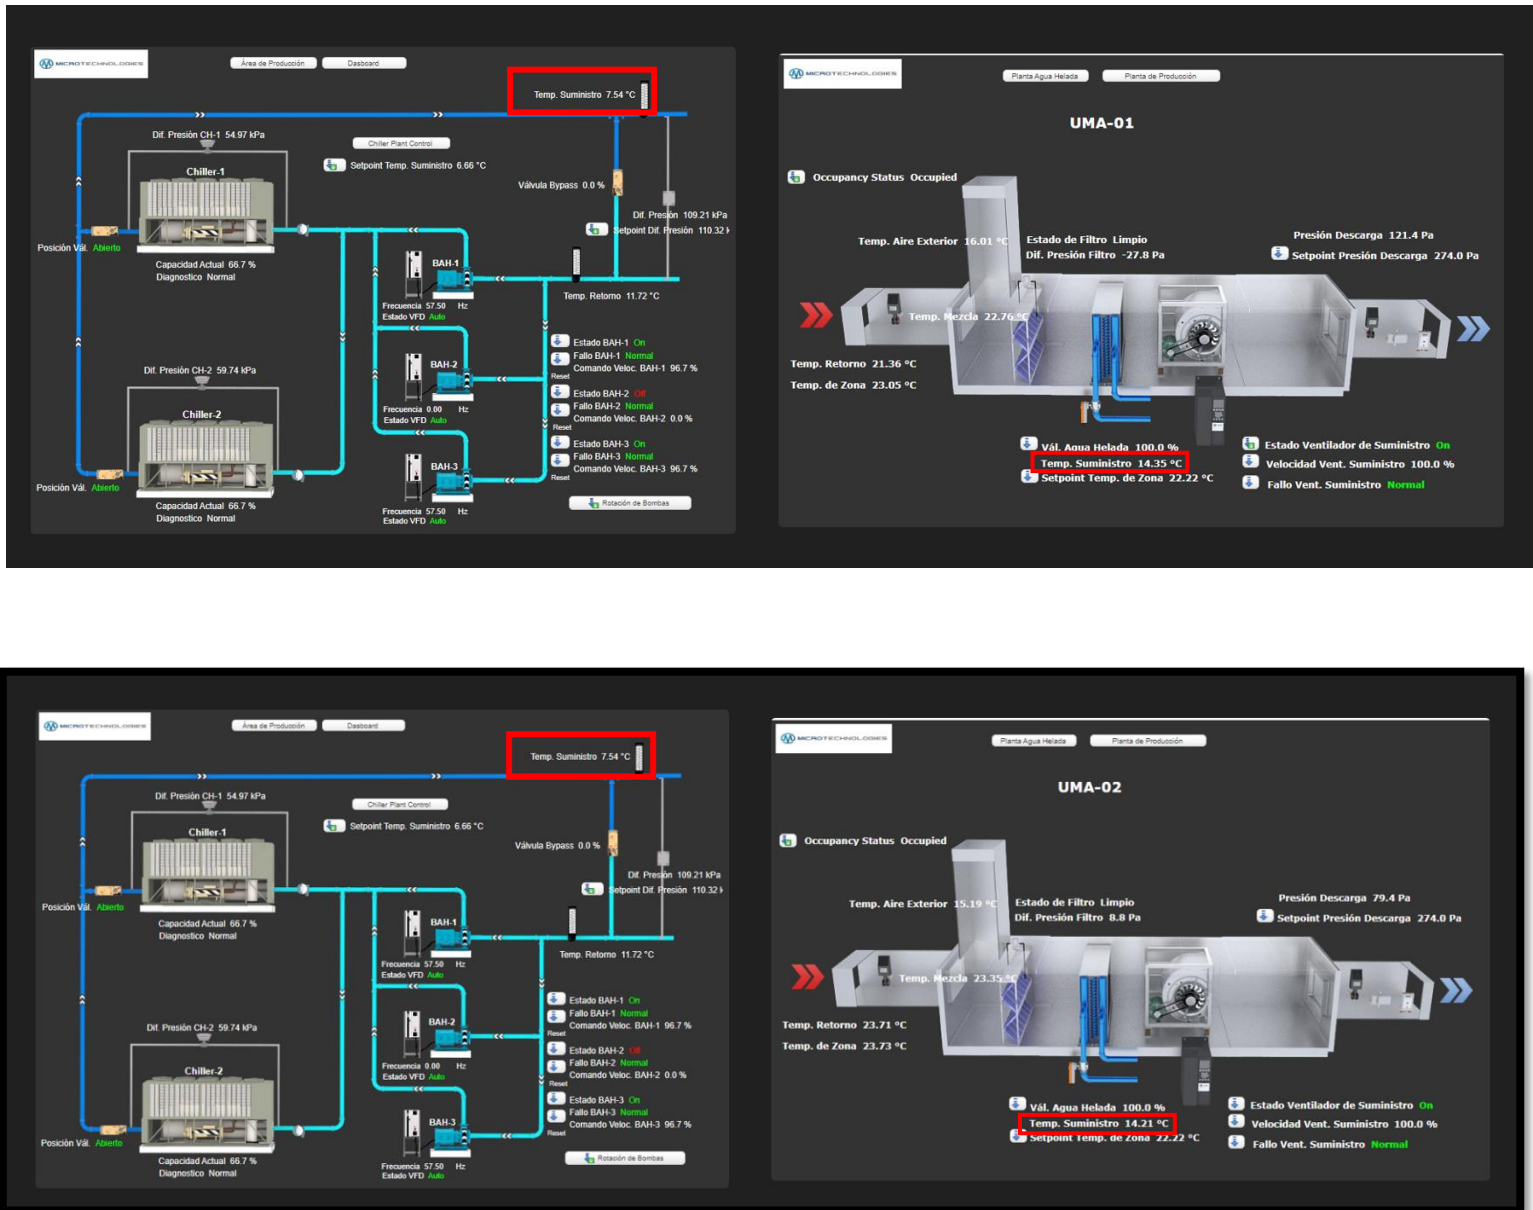 MICROTECHNOLOGIES
Área de Producción
Dasboard
Temp. Suministro 7.54 °C
Dif. Presión CH-1 54.97 kPa
Chiller Plant Control
Setpoint Temp. Suministro 6.66 °C
Chiller-1
Válvula Bypass 0.0 %
Dif. Presión 109.21 kPa
Setpoint Dif. Presión 110.32
Posición Vál. Abierto
Capacidad Actual 66.7 %
Diagnostico Normal
BAH-1
Temp. Retorno 11.72 °C
Frecuencia 57.50 Hz
Estado VFD Auto
Estado BAH-1 On
Fallo BAH-1 Normal
Comando Veloc. BAH-1 96.7 %
Reset
Dif. Presión CH-2 59.74 kPa
BAH-2
Estado BAH-2 Off
Fallo BAH-2 Normal
Comando Veloc. BAH-2 0.0 %
Reset
Frecuencia 0.00 Hz
Estado VFD Auto
Chiller-2
Estado BAH-3 On
Fallo BAH-3 Normal
Comando Veloc. BAH-3 96.7 %
Reset
BAH-3
Posición Vál. Abierto
Capacidad Actual 66.7 %
Diagnostico Normal
Rotación de Bombas
Frecuencia 57.50 Hz
Estado VFD Auto
MICROTECHNOLOGIES
Planta Agua Helada
Planta de Producción
UMA-01
Occupancy Status Occupied
Temp. Aire Exterior 16.01 °C
Estado de Filtro Limpio
Dif. Presión Filtro -27.8 Pa
Presión Descarga 121.4 Pa
Setpoint Presión Descarga 274.0 Pa
Temp. Mezcla 22.76 °C
Temp. Retorno 21.36 °C
Temp. de Zona 23.05 °C
Vál. Agua Helada 100.0 %
Temp. Suministro 14.35 °C
Setpoint Temp. de Zona 22.22 °C
Estado Ventilador de Suministro On
Velocidad Vent. Suministro 100.0 %
Fallo Vent. Suministro Normal
MICROTECHNOLOGIES
Área de Producción
Dasboard
Temp. Suministro 7.54 °C
Dif. Presión CH-1 54.97 kPa
Chiller Plant Control
Setpoint Temp. Suministro 6.66 °C
Chiller-1
Válvula Bypass 0.0 %
Dif. Presión 109.21 kPa
Setpoint Dif. Presión 110.32
Posición Vál. Abierto
Capacidad Actual 66.7 %
Diagnostico Normal
BAH-1
Temp. Retorno 11.72 °C
Frecuencia 57.50 Hz
Estado VFD Auto
Estado BAH-1 On
Fallo BAH-1 Normal
Comando Veloc. BAH-1 96.7 %
Reset
Dif. Presión CH-2 59.74 kPa
BAH-2
Estado BAH-2 Off
Fallo BAH-2 Normal
Comando Veloc. BAH-2 0.0 %
Reset
Frecuencia 0.00 Hz
Estado VFD Auto
Chiller-2
Estado BAH-3 On
Fallo BAH-3 Normal
Comando Veloc. BAH-3 96.7 %
Reset
BAH-3
Posición Vál. Abierto
Capacidad Actual 66.7 %
Diagnostico Normal
Rotación de Bombas
Frecuencia 57.50 Hz
Estado VFD Auto
MICROTECHNOLOGIES
Planta Agua Helada
Planta de Producción
UMA-02
Occupancy Status Occupied
Temp. Aire Exterior 15.19 °C
Estado de Filtro Limpio
Dif. Presión Filtro 8.8 Pa
Presión Descarga 79.4 Pa
Setpoint Presión Descarga 274.0 Pa
Temp. Mezcla 23.35 °C
Temp. Retorno 23.71 °C
Temp. de Zona 23.73 °C
Vál. Agua Helada 100.0 %
Temp. Suministro 14.21 °C
Setpoint Temp. de Zona 22.22 °C
Estado Ventilador de Suministro On
Velocidad Vent. Suministro 100.0 %
Fallo Vent. Suministro Normal